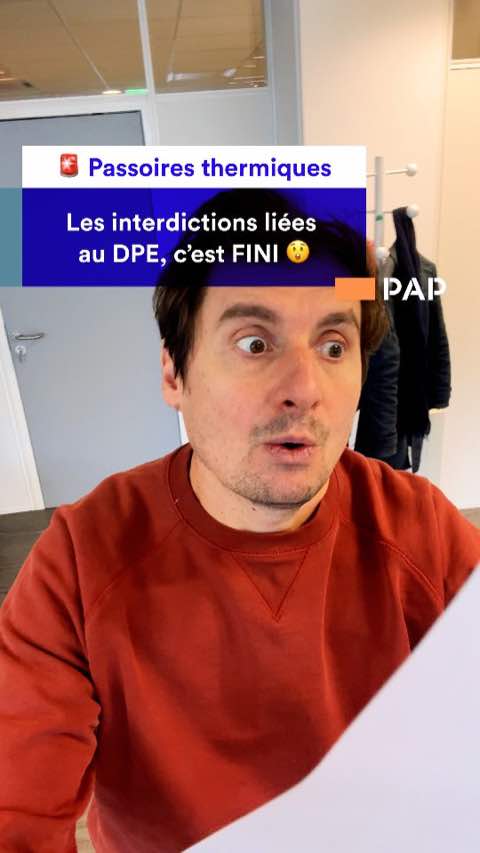 🚨 Passoires thermiques
Les interdictions liées
au DPE, c’est FINI 😲
PAP